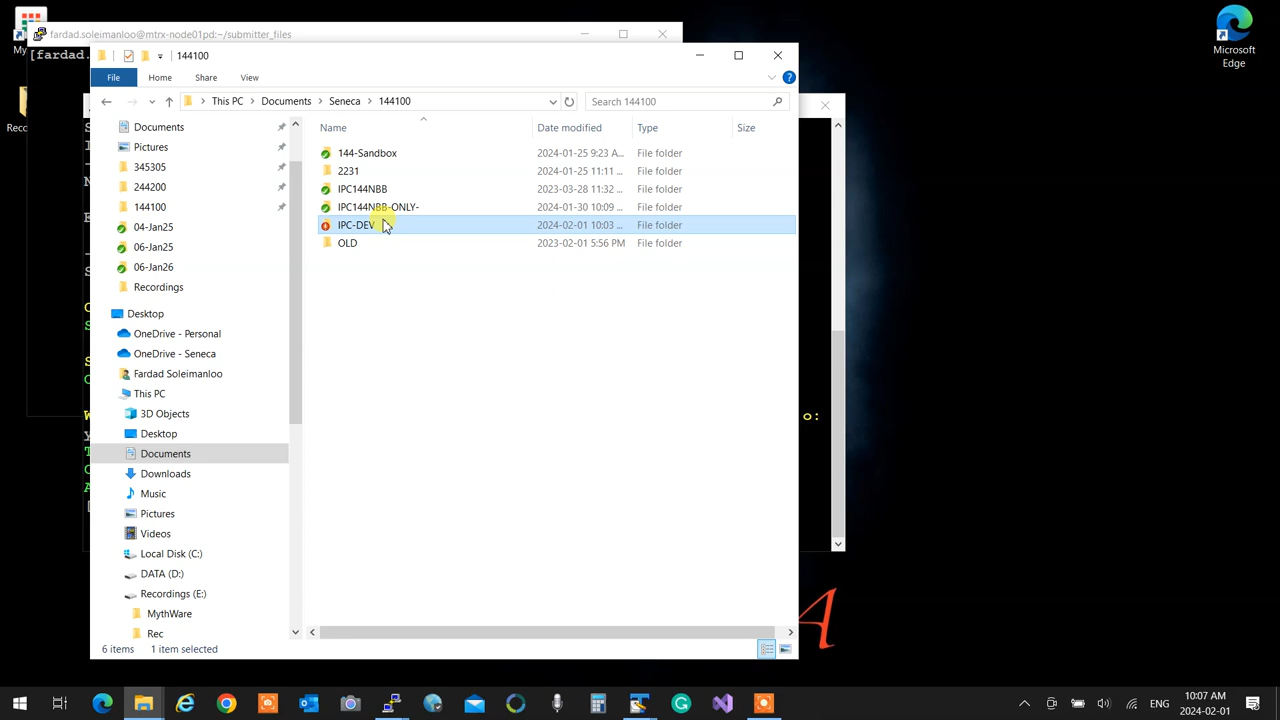 My
fardad.soleimanloo@mtrx-node01pd:~/submitter_files
[fardad.
144100
File
Home
Share
View
This PC > Documents > Seneca > 144100
Search 144100
Name
Date modified
Type
Size
Documents
Pictures
345305
244200
144100
04-Jan25
06-Jan25
06-Jan26
Recordings
Desktop
OneDrive - Personal
OneDrive - Seneca
Fardad Soleimanloo
This PC
3D Objects
Desktop
Documents
Downloads
Music
Pictures
Videos
Local Disk (C:)
DATA (D:)
Recordings (E:)
MythWare
Rec
144-Sandbox 2024-01-25 9:23 A... File folder
2231 2024-01-25 11:11 ... File folder
IPC144NBB 2023-03-28 11:32 ... File folder
IPC144NBB-ONLY- 2024-01-30 10:09 ... File folder
IPC-DEV 2024-02-01 10:03 ... File folder
OLD 2023-02-01 5:56 PM File folder
o:
6 items
1 item selected
Microsoft
Edge
Reco
A
ENG
10:07 AM
2024-02-01